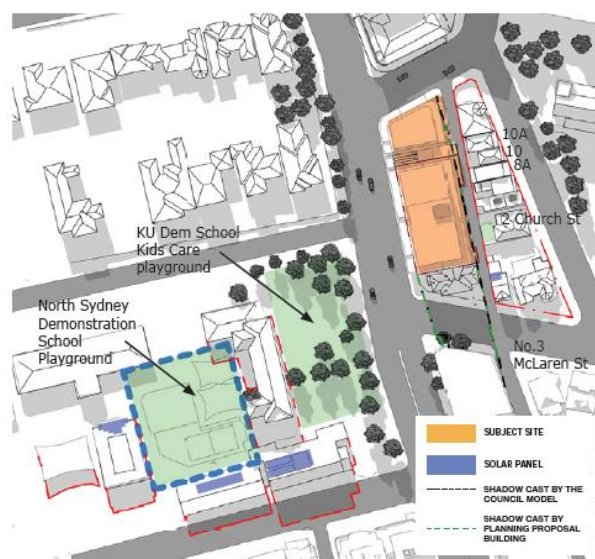 10A
10
8A
2 Church St
KU Dem School
Kids Care
playground
North Sydney
Demonstration
School
Playground
No.3
McLaren St
SUBJECT SITE
SOLAR PANEL
SHADOW CAST BY THE
COUNCIL MODEL
SHADOW CAST BY
PLANNING PROPOSAL
BUILDING